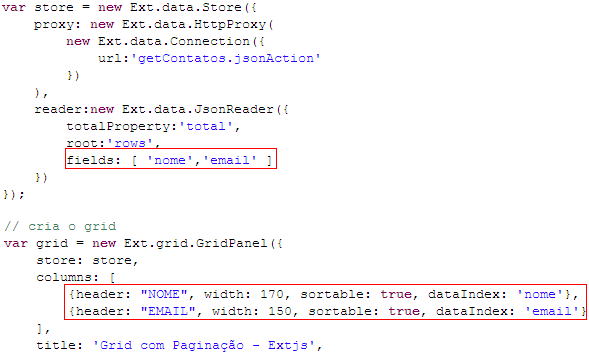 var store = new Ext.data.Store({
proxy: new Ext.data.HttpProxy(
new Ext.data.Connection({
url:'getContatos.jsonAction'
})
),
reader:new Ext.data.JsonReader({
totalProperty:'total',
root:'rows',
fields: [ 'nome','email' ]
})
});
// cria o grid
var grid = new Ext.grid.GridPanel({
store: store,
columns: [
{header: "NOME", width: 170, sortable: true, dataIndex: 'nome'},
{header: "EMAIL", width: 150, sortable: true, dataIndex: 'email'}
],
title: 'Grid com Paginação - Extjs',